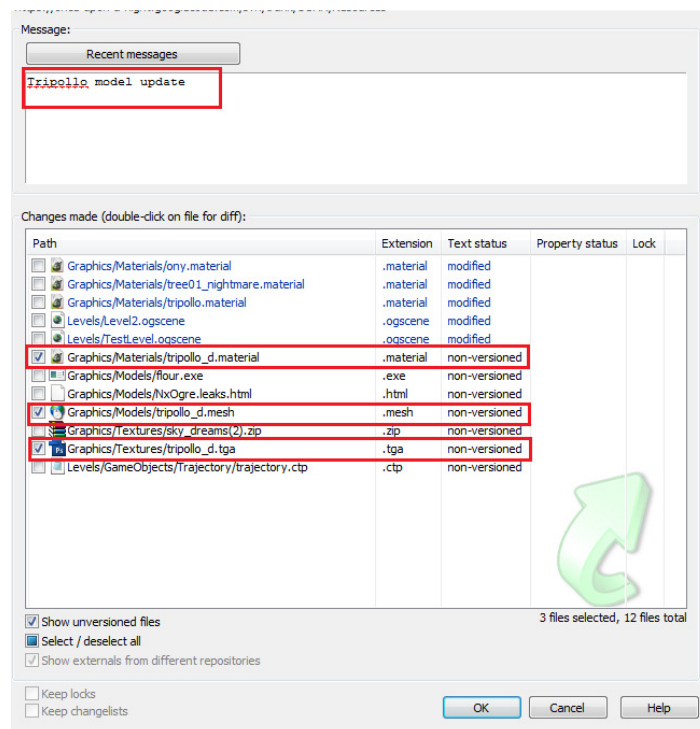 Message:
Recent messages
Tripollo model update
Changes made (double-click on file for diff):
Path Extension Text status Property status Lock
Graphics/Materials/ony.material .material modified
Graphics/Materials/tree01_nightmare.material .material modified
Graphics/Materials/tripollo.material .material modified
Levels/Level2.ogscene .ogscene modified
Levels/TestLevel.ogscene .ogscene modified
Graphics/Materials/tripollo_d.material .material non-versioned
Graphics/Models/flour.exe .exe non-versioned
Graphics/Models/NxOgre.leaks.html .html non-versioned
Graphics/Models/tripollo_d.mesh .mesh non-versioned
Graphics/Textures/sky_dreams(2).zip .zip non-versioned
Graphics/Textures/tripollo_d.tga .tga non-versioned
Levels/GameObjects/Trajectory/trajectory.ctp .ctp non-versioned
Show unversioned files 3 files selected, 12 files total
Select / deselect all
Show externals from different repositories
Keep locks
Keep changelists
OK Cancel Help